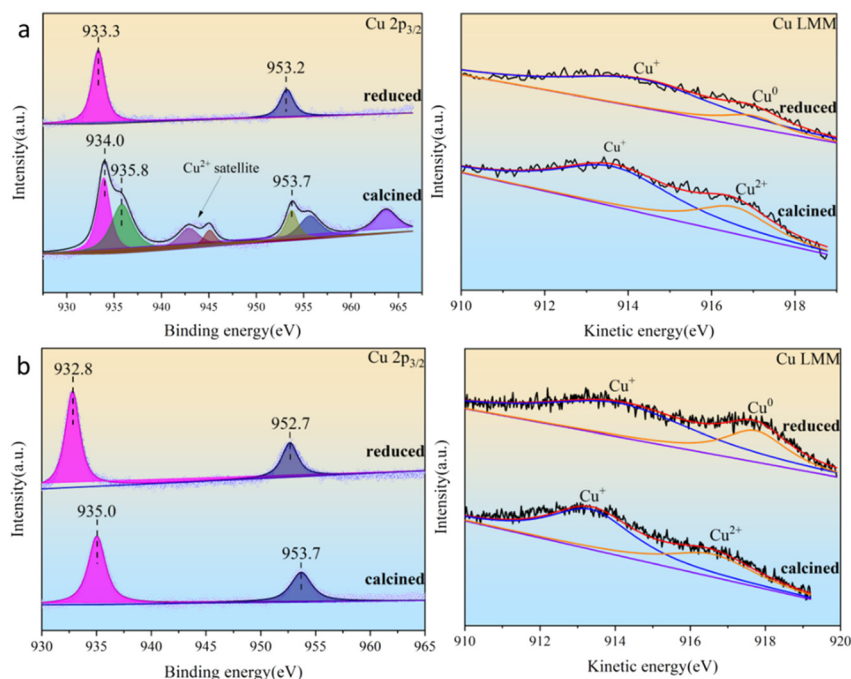 a
Cu 2p3/2
933.3
953.2
reduced
934.0
935.8
Cu2+ satellite
953.7
calcined
Intensity(a.u.)
930 935 940 945 950 955 960 965
Binding energy(eV)
Cu LMM
Cu+
Cu0
reduced
Cu+
Cu2+
calcined
Intensity(a.u.)
910 912 914 916 918
Kinetic energy(eV)
b
Cu 2p3/2
932.8
952.7
reduced
935.0
953.7
calcined
Intensity(a.u.)
930 935 940 945 950 955 960 965
Binding energy(eV)
Cu LMM
Cu+
Cu0
reduced
Cu+
Cu2+
calcined
Intensity(a.u.)
910 912 914 916 918 920
Kinetic energy(eV)